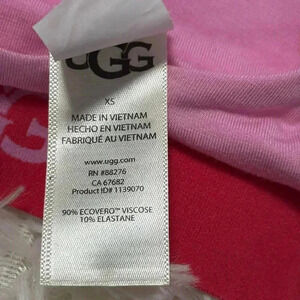 UGG
XS
MADE IN VIETNAM
HECHO EN VIETNAM
FABRIQUÉ AU VIETNAM
www.ugg.com
RN #88276
CA 67682
Product ID# 1139070
90% ECOVERO™ VISCOSE
10% ELASTANE